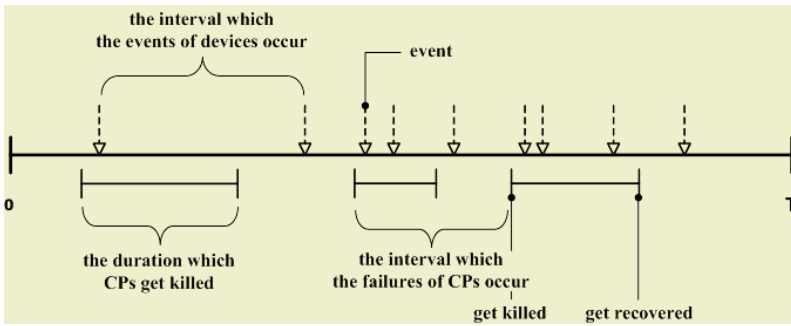 the interval which
the events of devices occur
event
0
T
the duration which
CPs get killed
the interval which
the failures of CPs occur
get killed
get recovered